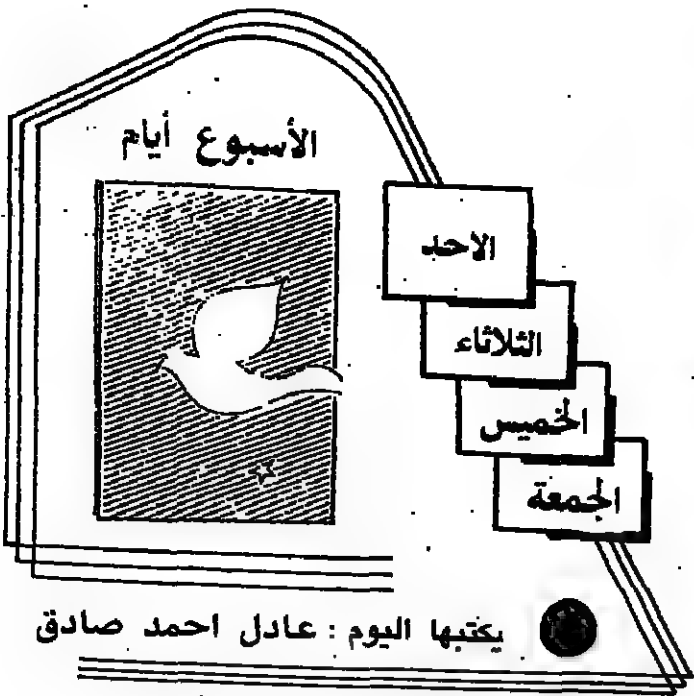 الأسبوع أيام
الاحد
الثلاثاء
الخميس
الجمعة
يكتبها اليوم : عادل احمد صادق